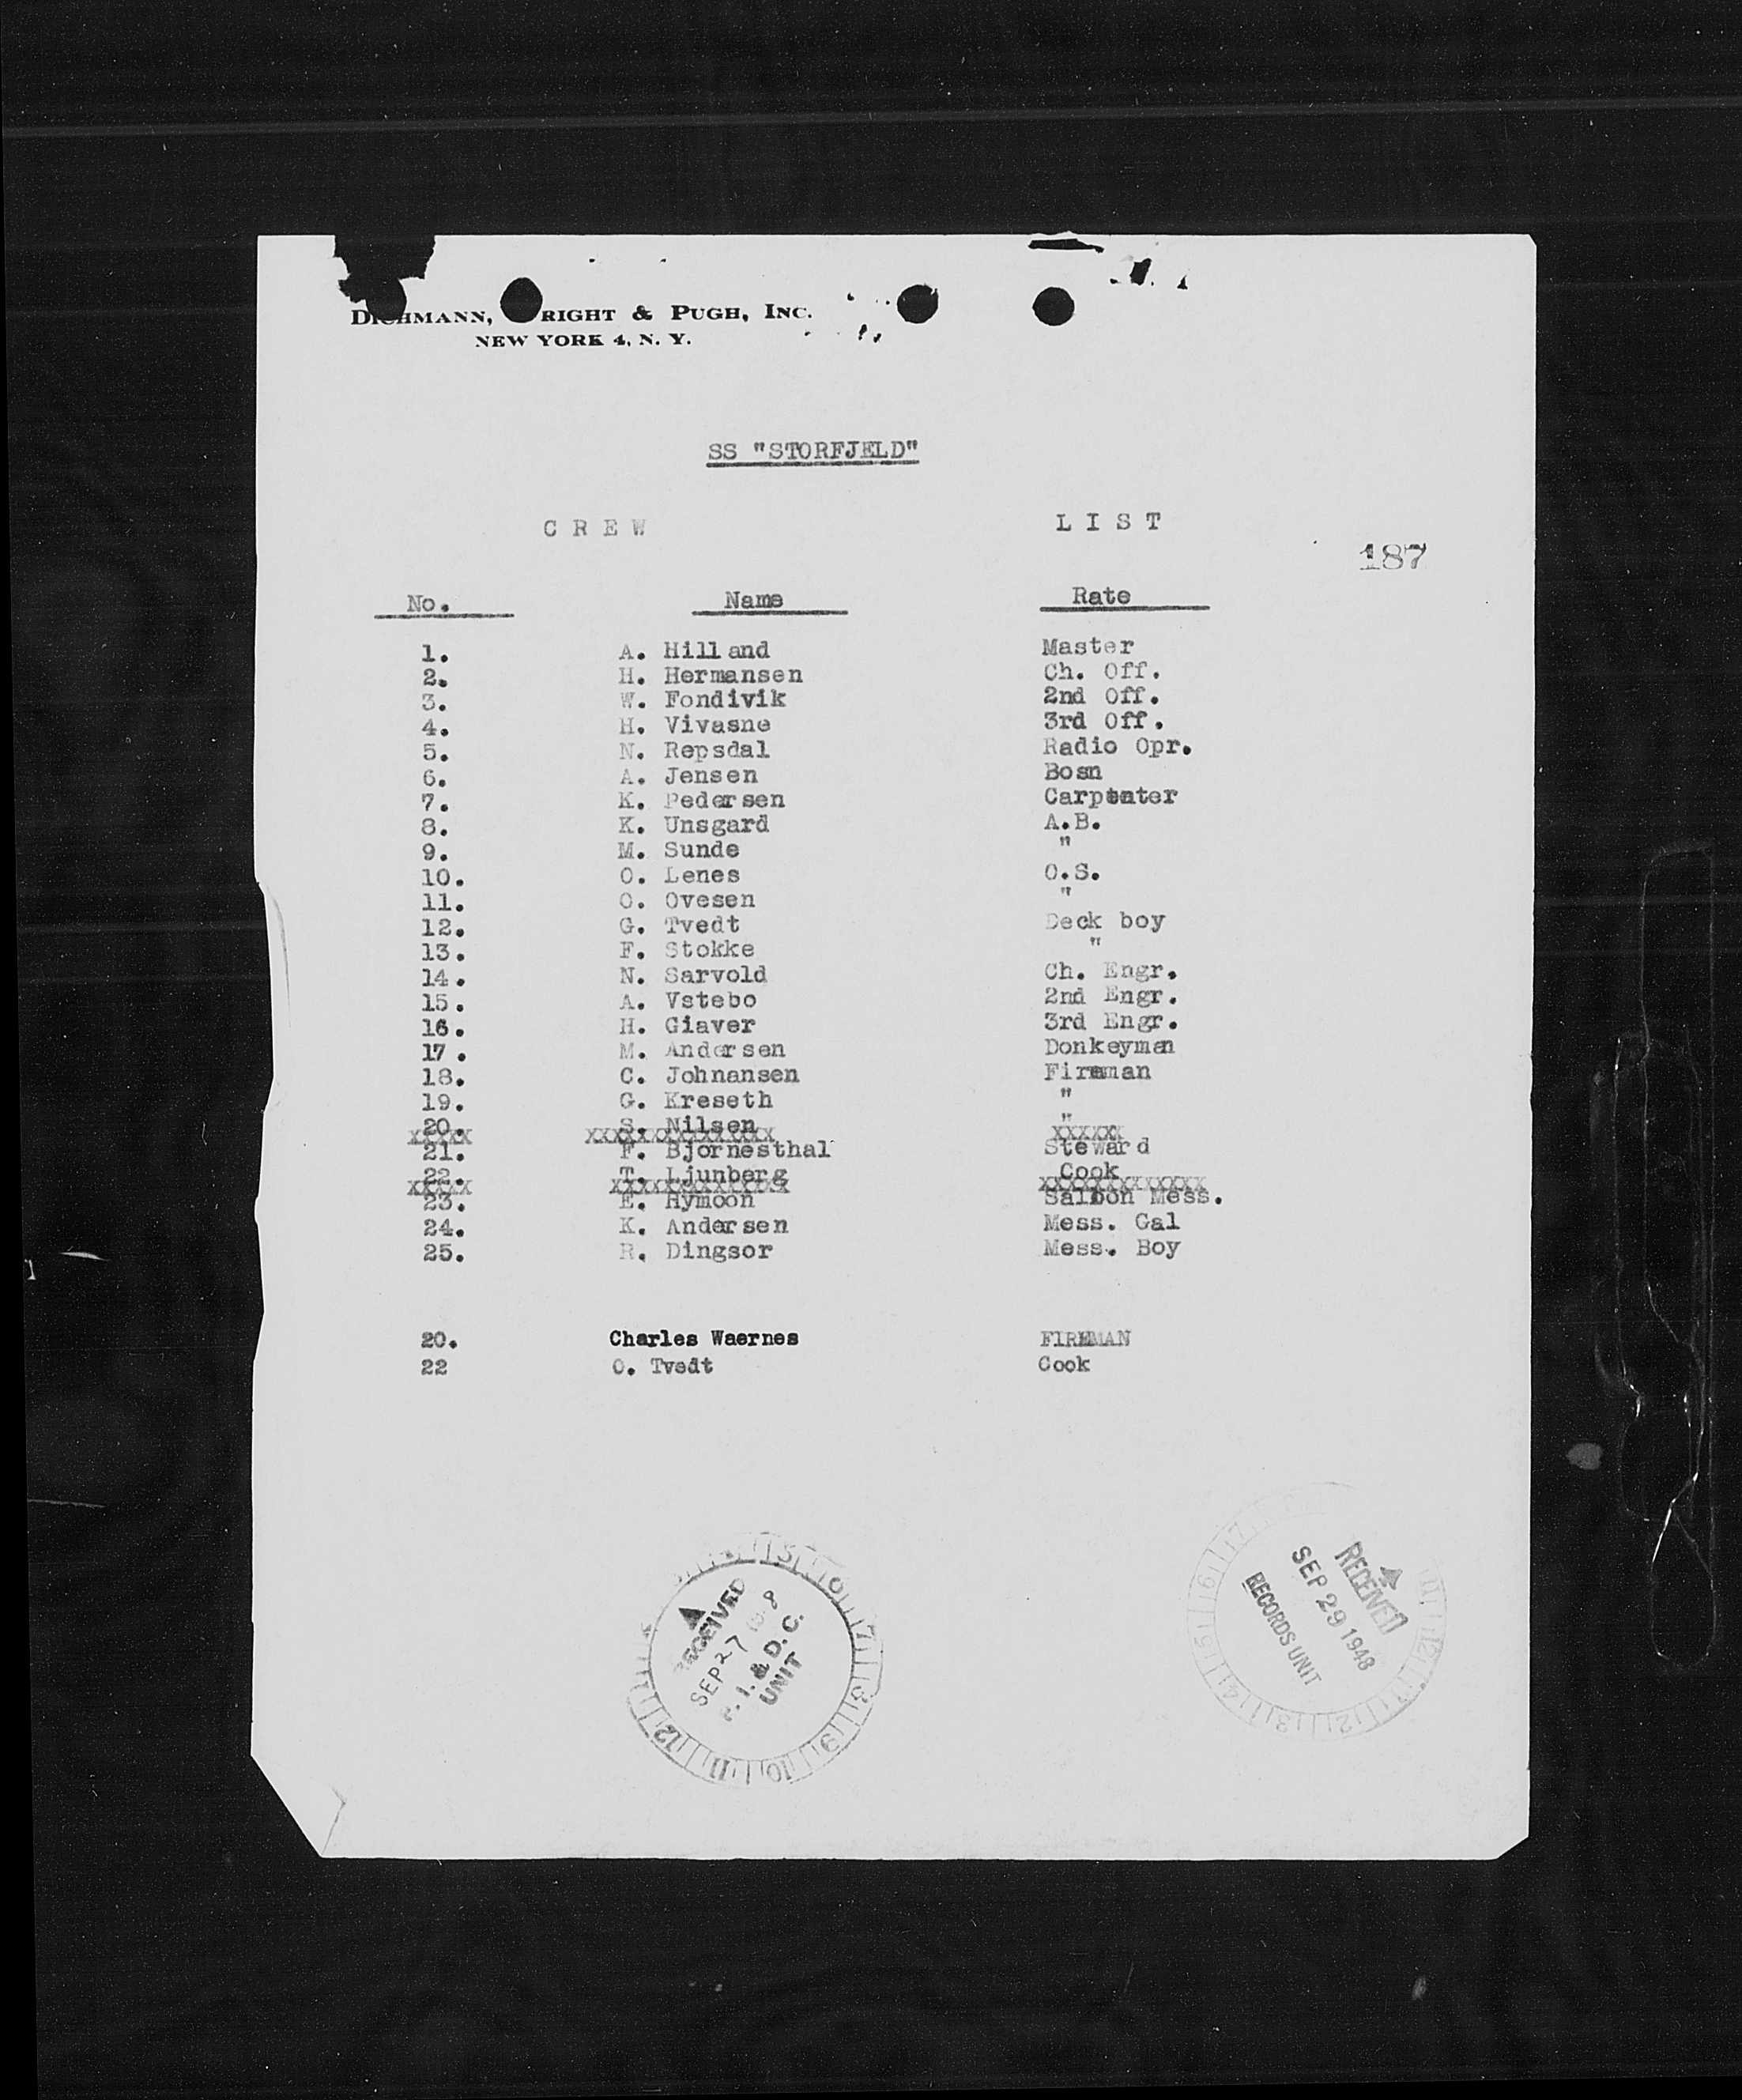 DICHMANN, WRIGHT & PUGH, INC.
NEW YORK 4, N. Y.
SS "STORFJELD"
C R E W L I S T
187
No. Name Rate
1. A. Hilland Master
2. H. Hermansen Ch. Off.
3. W. Fondivik 2nd Off.
4. H. Vivasne 3rd Off.
5. N. Repsdal Radio Opr.
6. A. Jensen Bosn
7. K. Pedersen Carpenter
8. K. Unsgard A.B.
9. M. Sunde "
10. O. Lenes O.S.
11. O. Ovesen "
12. G. Tvedt Deck boy
13. F. Stokke "
14. N. Sarvold Ch. Engr.
15. A. Vstebo 2nd Engr.
16. H. Giaver 3rd Engr.
17. M. Andersen Donkeyman
18. C. Johnansen Fireman
19. G. Kreseth "
20. S. Nilsen "
21. F. Bjornesthal Steward
22. T. Ljunberg Cook
23. E. Hymoon Saloon Mess.
24. K. Andersen Mess. Gal
25. R. Dingsor Mess. Boy
20. Charles Waernes FIREMAN
22 O. Tvedt Cook
RECEIVED
SEP 27
I. & D. C.
UNIT
RECEIVED
SEP 29 1948
RECORDS UNIT